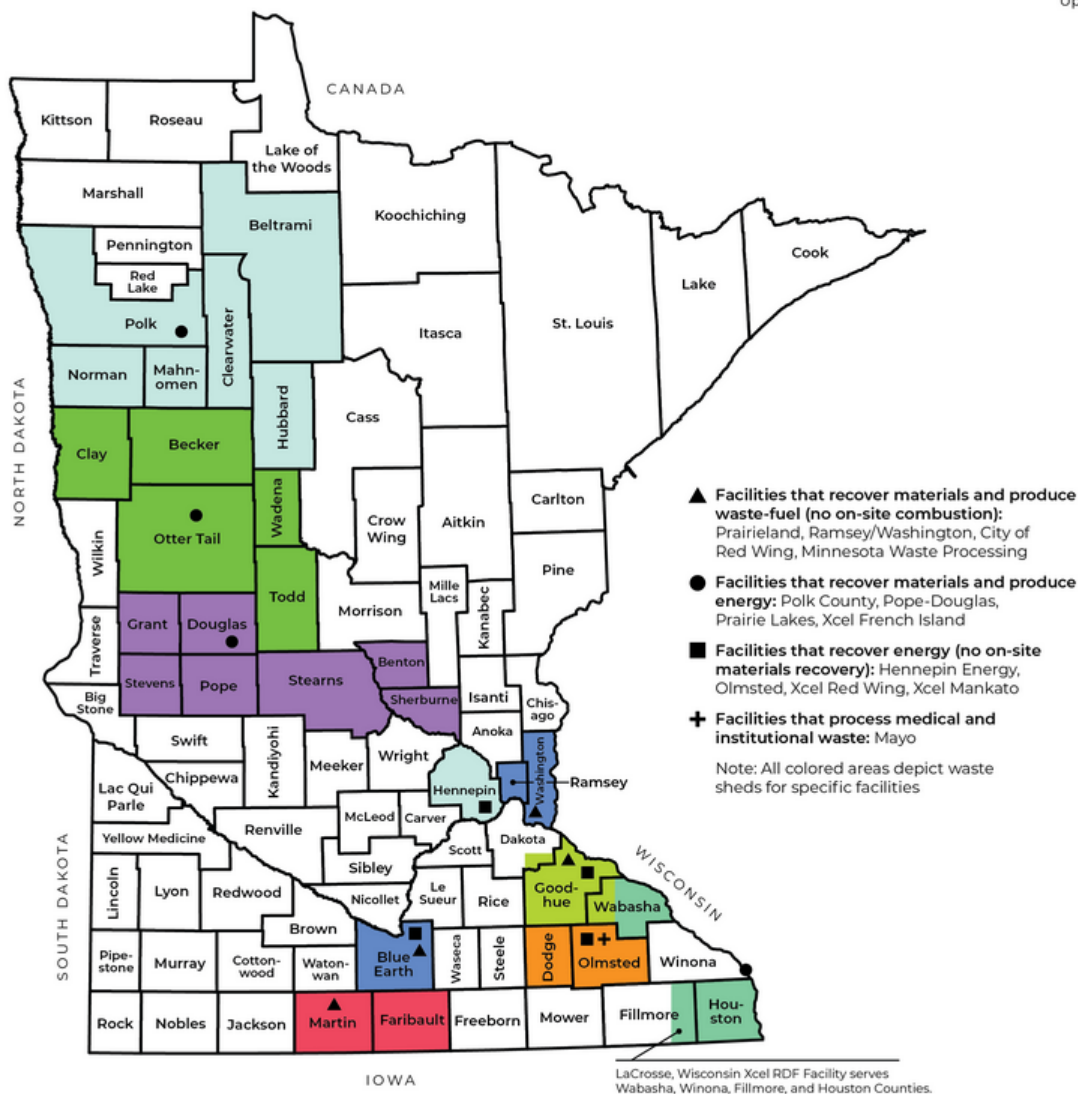 Up
CANADA
Kittson
Roseau
Lake of
the Woods
Marshall
Koochiching
Beltrami
Pennington
Red
Lake
Cook
Lake
Polk
Clearwater
Itasca
St. Louis
Norman
Mahn-
omen
NORTH DAKOTA
Hubbard
Cass
Clay
Becker
Wadena
Otter Tail
Crow
Wing
Aitkin
Carlton
Wilkin
Pine
Todd
Mille
Lacs
Kanabec
Morrison
Grant
Douglas
Traverse
Benton
Stevens
Pope
Stearns
Sherburne
Isanti
Chis-
ago
Big
Stone
Anoka
Swift
Kandiyohi
Meeker
Wright
Washington
Ramsey
Chippewa
Hennepin
Lac Qui
Parle
McLeod
Carver
Renville
Yellow Medicine
Dakota
Scott
Sibley
WISCONSIN
SOUTH DAKOTA
Lincoln
Lyon
Redwood
Nicollet
Le
Sueur
Rice
Good-
hue
Wabasha
Brown
Pipe-
stone
Murray
Cotton-
wood
Waton-
wan
Blue
Earth
Waseca
Steele
Dodge
Olmsted
Winona
Rock
Nobles
Jackson
Martin
Faribault
Freeborn
Mower
Fillmore
Hou-
ston
IOWA
Facilities that recover materials and produce
waste-fuel (no on-site combustion):
Prairieland, Ramsey/Washington, City of
Red Wing, Minnesota Waste Processing
Facilities that recover materials and produce
energy: Polk County, Pope-Douglas,
Prairie Lakes, Xcel French Island
Facilities that recover energy (no on-site
materials recovery): Hennepin Energy,
Olmsted, Xcel Red Wing, Xcel Mankato
Facilities that process medical and
institutional waste: Mayo
Note: All colored areas depict waste
sheds for specific facilities
LaCrosse, Wisconsin Xcel RDF Facility serves
Wabasha, Winona, Fillmore, and Houston Counties.